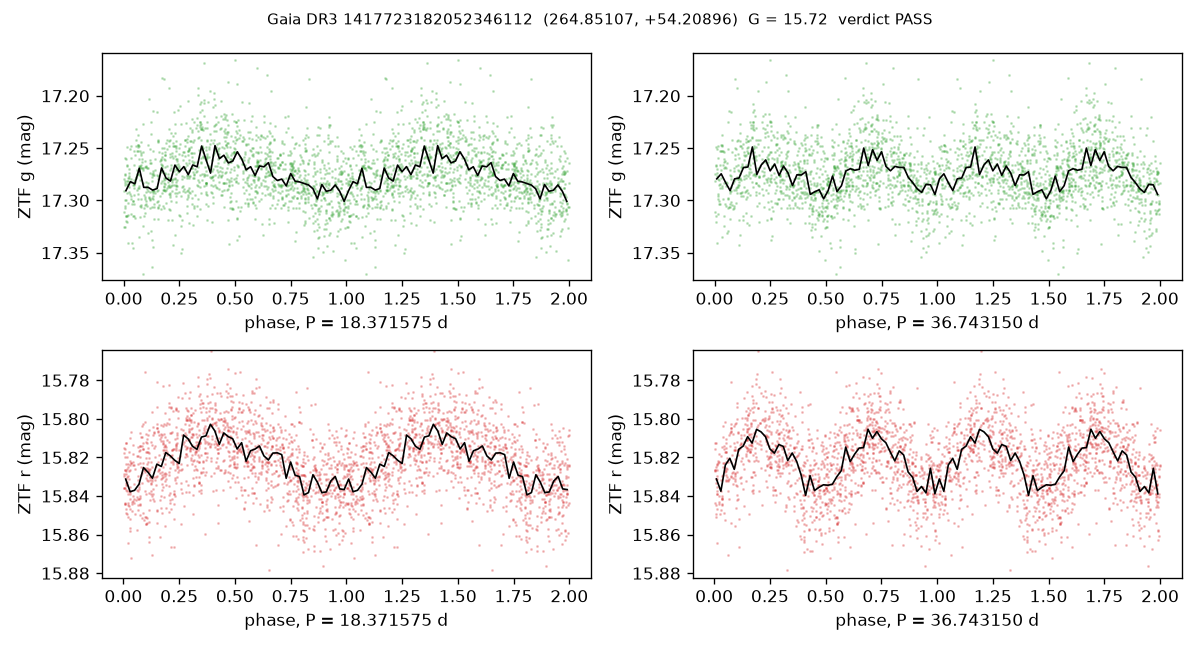 Gaia DR3 1417723182052346112 (264.85107, +54.20896) G = 15.72 verdict PASS
ZTF g (mag)
17.20
17.25
17.30
17.35
0.00 0.25 0.50 0.75 1.00 1.25 1.50 1.75 2.00
phase, P = 18.371575 d
ZTF g (mag)
17.20
17.25
17.30
17.35
0.00 0.25 0.50 0.75 1.00 1.25 1.50 1.75 2.00
phase, P = 36.743150 d
ZTF r (mag)
15.78
15.80
15.82
15.84
15.86
15.88
0.00 0.25 0.50 0.75 1.00 1.25 1.50 1.75 2.00
phase, P = 18.371575 d
ZTF r (mag)
15.78
15.80
15.82
15.84
15.86
15.88
0.00 0.25 0.50 0.75 1.00 1.25 1.50 1.75 2.00
phase, P = 36.743150 d